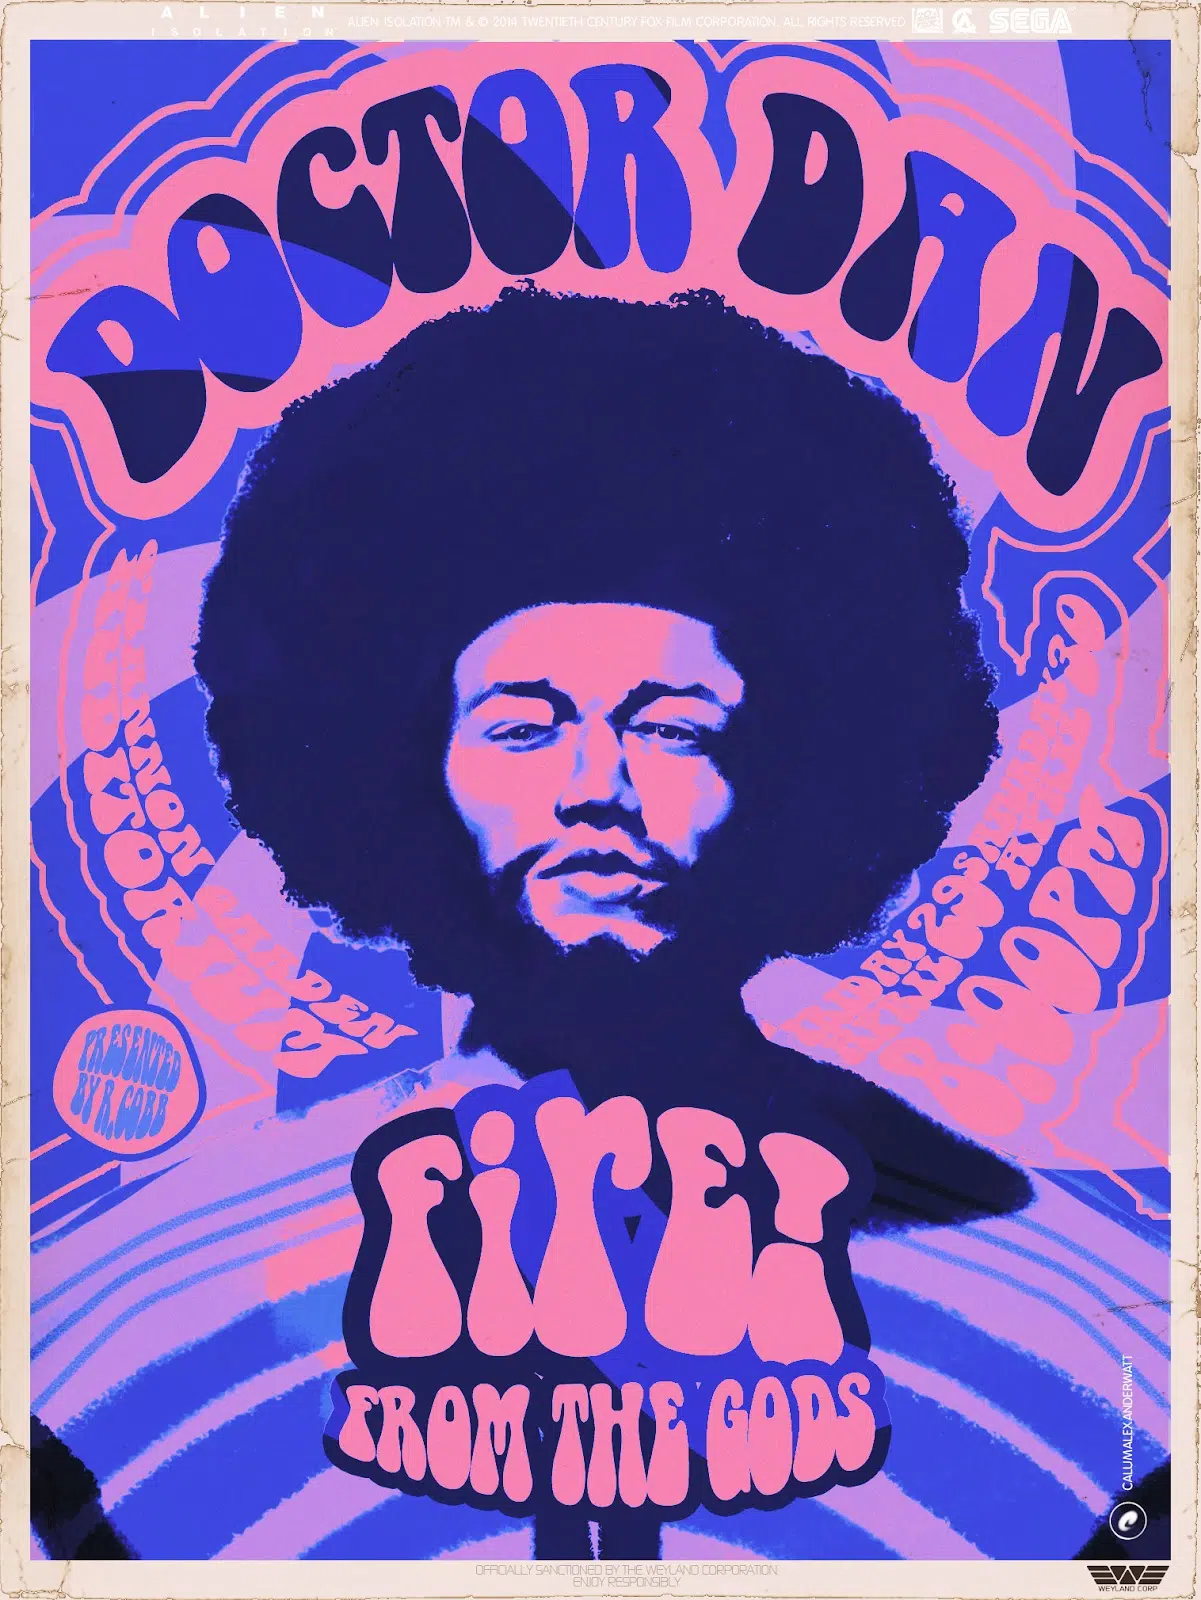 ALIEN
ISOLATION
ALIEN ISOLATION TM & © 2014 TWENTIETH CENTURY FOX FILM CORPORATION. ALL RIGHTS RESERVED
SEGA
DOCTOR DAN
PRESENTED
BY R. COBB
FIRE!
FROM THE GODS
CALUMALEXANDERWATT
OFFICIALLY SANCTIONED BY THE WEYLAND CORPORATION
ENJOY RESPONSIBLY
WEYLAND CORP